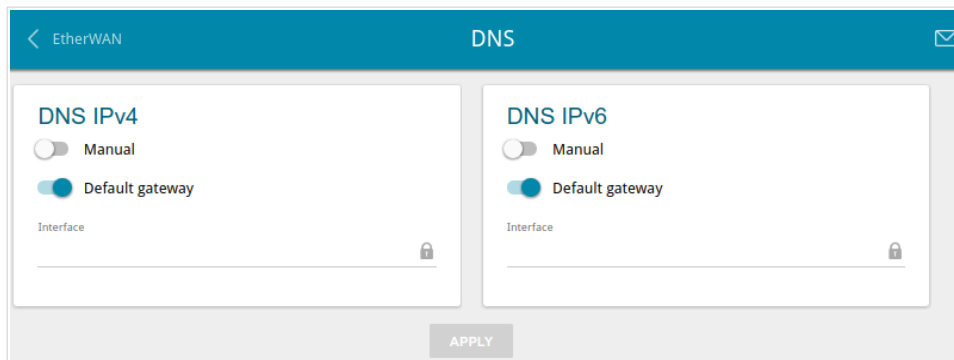 EtherWAN
DNS
DNS IPv4
Manual
Default gateway
Interface
DNS IPv6
Manual
Default gateway
Interface
APPLY